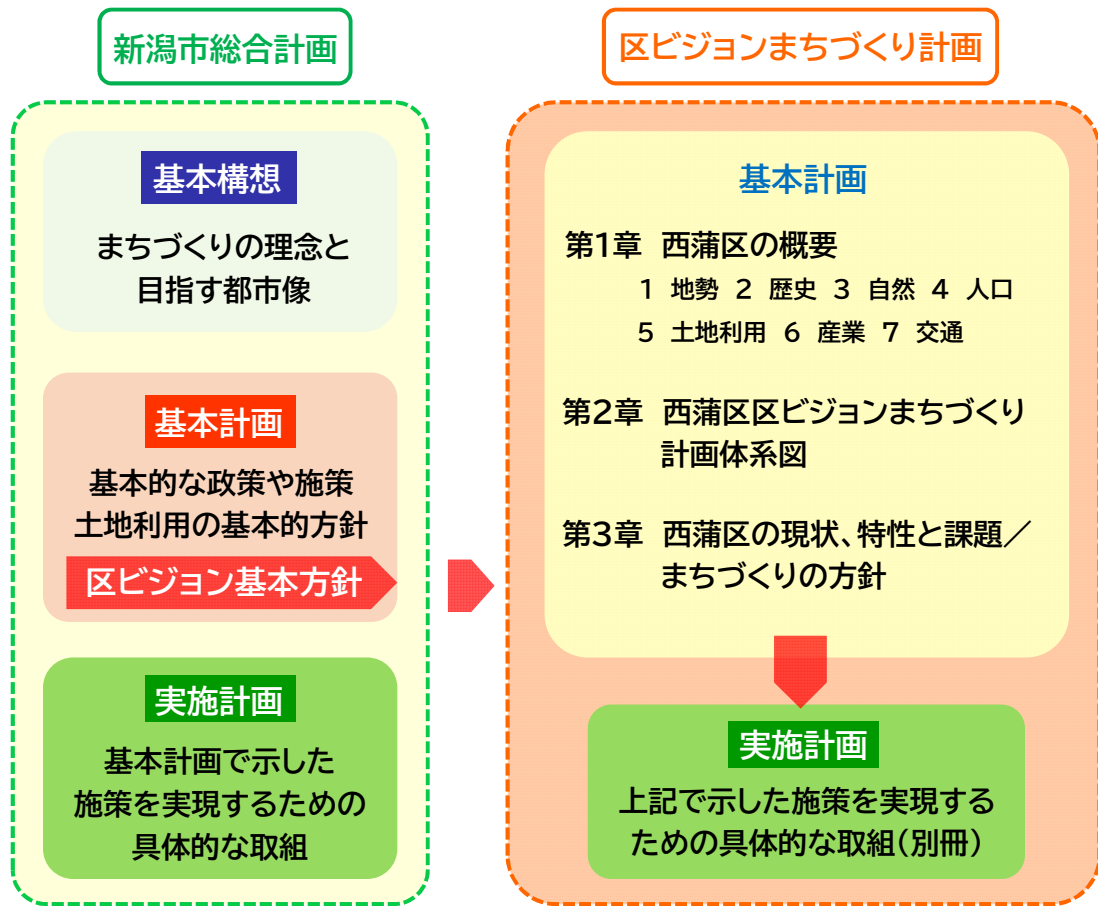 新潟市総合計画
基本構想
まちづくりの理念と
目指す都市像
基本計画
基本的な政策や施策
土地利用の基本的方針
区ビジョン基本方針
実施計画
基本計画で示した
施策を実現するための
具体的な取組
区ビジョンまちづくり計画
基本計画
第1章 西蒲区の概要
1 地勢 2 歴史 3 自然 4 人口
5 土地利用 6 産業 7 交通
第2章 西蒲区区ビジョンまちづくり
計画体系図
第3章 西蒲区の現状、特性と課題／
まちづくりの方針
実施計画
上記で示した施策を実現する
ための具体的な取組（別冊）